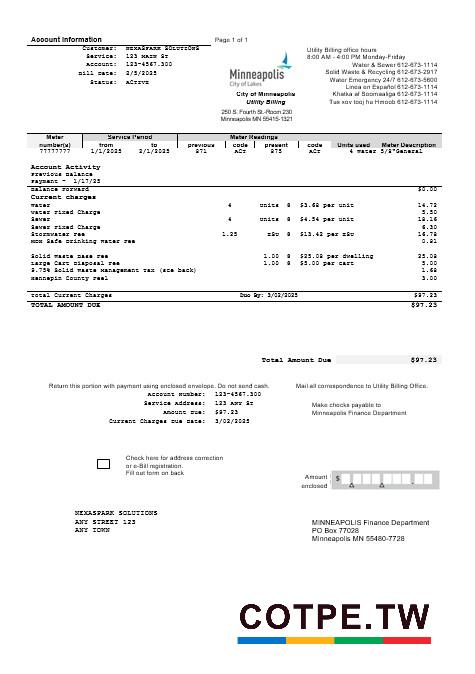 Account Information Page 1 of 1
Customer: NEXASPARK SOLUTIONS
Service: 123 MAIN St
Account: 123-4567.300
Bill Date: 2/5/2025
Status: Active
Minneapolis
City of Lakes
City of Minneapolis
Utility Billing
250 S. Fourth St.-Room 230
Minneapolis MN 55415-1321
Utility Billing office hours
8:00 AM - 4:00 PM Monday-Friday
Water & Sewer 612-673-1114
Solid Waste & Recycling 612-673-2917
Water Emergency 24/7 612-673-5600
Linea en Español 612-673-1114
Khatka af Soomaaliga 612-673-1114
Tus xov tooj hu Hmoob 612-673-1114
Meter Service Period Meter Readings
number(s) from to previous code present code Units used Meter Description
77777777 1/1/2025 2/1/2025 871 ACT 875 ACT 4 Water 5/8"General
Account Activity
Previous Balance
Payment - 1/17/25
Balance Forward $0.00
Current Charges
Water 4 Units @ $3.68 per unit 14.72
Water Fixed Charge 5.50
Sewer 4 Units @ $4.54 per unit 18.16
Sewer Fixed Charge 6.30
Stormwater Fee 1.25 ESU @ $13.42 per ESU 16.78
MDH Safe Drinking Water Fee 0.81
Solid Waste Base Fee 1.00 @ $25.08 per dwelling 25.08
Large Cart Disposal Fee 1.00 @ $5.00 per cart 5.00
9.75% Solid Waste Management Tax (see back) 1.68
Hennepin County Fee1 3.00
Total Current Charges Due By: 3/02/2025 $97.23
TOTAL AMOUNT DUE $97.23
Total Amount Due $97.23
Return this portion with payment using enclosed envelope. Do not send cash. Mail all correspondence to Utility Billing Office.
Account Number: 123-4567.300
Service Address: 123 ANY St
Amount Due: $97.23
Current Charges Due Date: 3/02/2025
Make checks payable to
Minneapolis Finance Department
Check here for address correction
or e-Bill registration.
Fill out form on back
Amount
enclosed
$
NEXASPARK SOLUTIONS
ANY STREET 123
ANY TOWN
MINNEAPOLIS Finance Department
PO Box 77028
Minneapolis MN 55480-7728
COTPE.TW